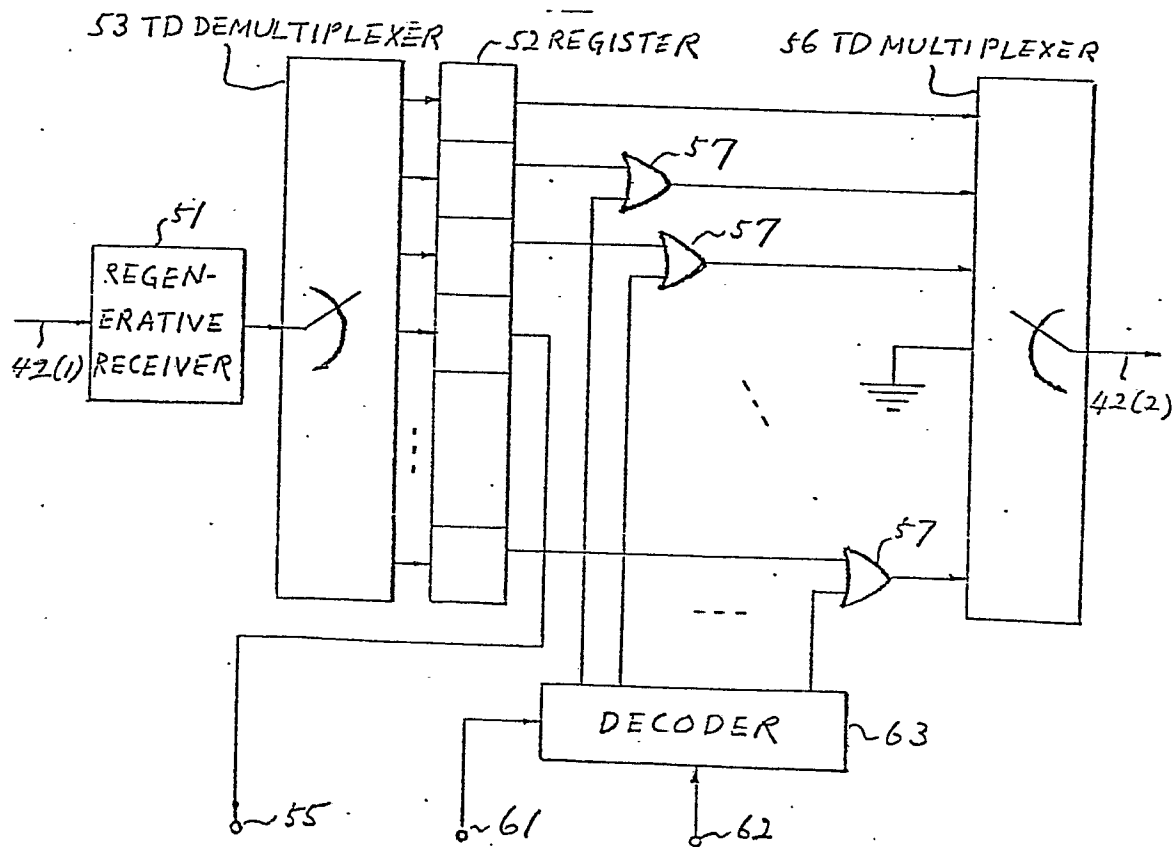 53 TD DEMULTIPLEXER
52 REGISTER
56 TD MULTIPLEXER
57
57
51
REGEN-
ERATIVE
RECEIVER
42(1)
42(2)
57
DECODER
63
55
61
62